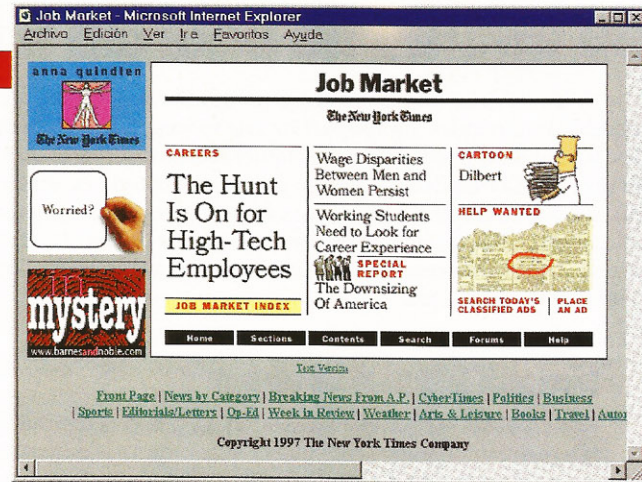 Job Market - Microsoft Internet Explorer
Archivo Edición Ver Ir a Favoritos Ayuda
anna quindlen
The New York Times
Worried?
in
mystery
www.barnesandnoble.com
Job Market
The New York Times
CAREERS
The Hunt
Is On for
High-Tech
Employees
JOB MARKET INDEX
Wage Disparities
Between Men and
Women Persist
Working Students
Need to Look for
Career Experience
SPECIAL
REPORT
The Downsizing
Of America
CARTOON
Dilbert
HELP WANTED
SEARCH TODAY'S
CLASSIFIED ADS
PLACE
AN AD
Home Sections Contents Search Forums Help
Text Version
Front Page | News by Category | Breaking News From A.P. | CyberTimes | Politics | Business
| Sports | Editorials/Letters | Op-Ed | Week in Review | Weather | Arts & Leisure | Books | Travel | Autom
Copyright 1997 The New York Times Company